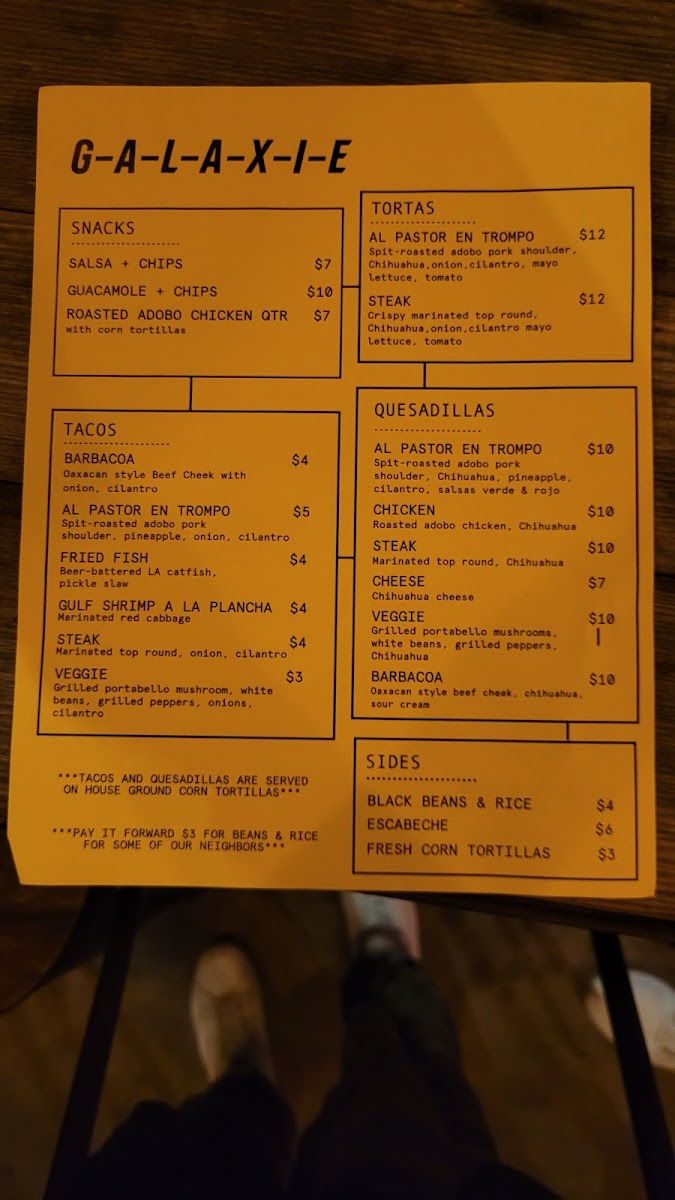 G-A-L-A-X-I-E
SNACKS
SALSA + CHIPS $7
GUACAMOLE + CHIPS $10
ROASTED ADOBO CHICKEN QTR $7
with corn tortillas
TACOS
BARBACOA $4
Oaxacan style Beef Cheek with
onion, cilantro
AL PASTOR EN TROMPO $5
Spit-roasted adobo pork
shoulder, pineapple, onion, cilantro
FRIED FISH $4
Beer-battered LA catfish,
pickle slaw
GULF SHRIMP A LA PLANCHA $4
Marinated red cabbage
STEAK $4
Marinated top round, onion, cilantro
VEGGIE $3
Grilled portabello mushroom, white
beans, grilled peppers, onions,
cilantro
***TACOS AND QUESADILLAS ARE SERVED
ON HOUSE GROUND CORN TORTILLAS***
***PAY IT FORWARD $3 FOR BEANS & RICE
FOR SOME OF OUR NEIGHBORS***
TORTAS
AL PASTOR EN TROMPO $12
Spit-roasted adobo pork shoulder,
Chihuahua,onion,cilantro, mayo
lettuce, tomato
STEAK $12
Crispy marinated top round,
Chihuahua,onion,cilantro mayo
lettuce, tomato
QUESADILLAS
AL PASTOR EN TROMPO $10
Spit-roasted adobo pork
shoulder, Chihuahua, pineapple,
cilantro, salsas verde & rojo
CHICKEN $10
Roasted adobo chicken, Chihuahua
STEAK $10
Marinated top round, Chihuahua
CHEESE $7
Chihuahua cheese
VEGGIE $10
Grilled portabello mushrooms,
white beans, grilled peppers,
Chihuahua
BARBACOA $10
Oaxacan style beef cheek, chihuahua,
sour cream
SIDES
BLACK BEANS & RICE $4
ESCABECHE $6
FRESH CORN TORTILLAS $3